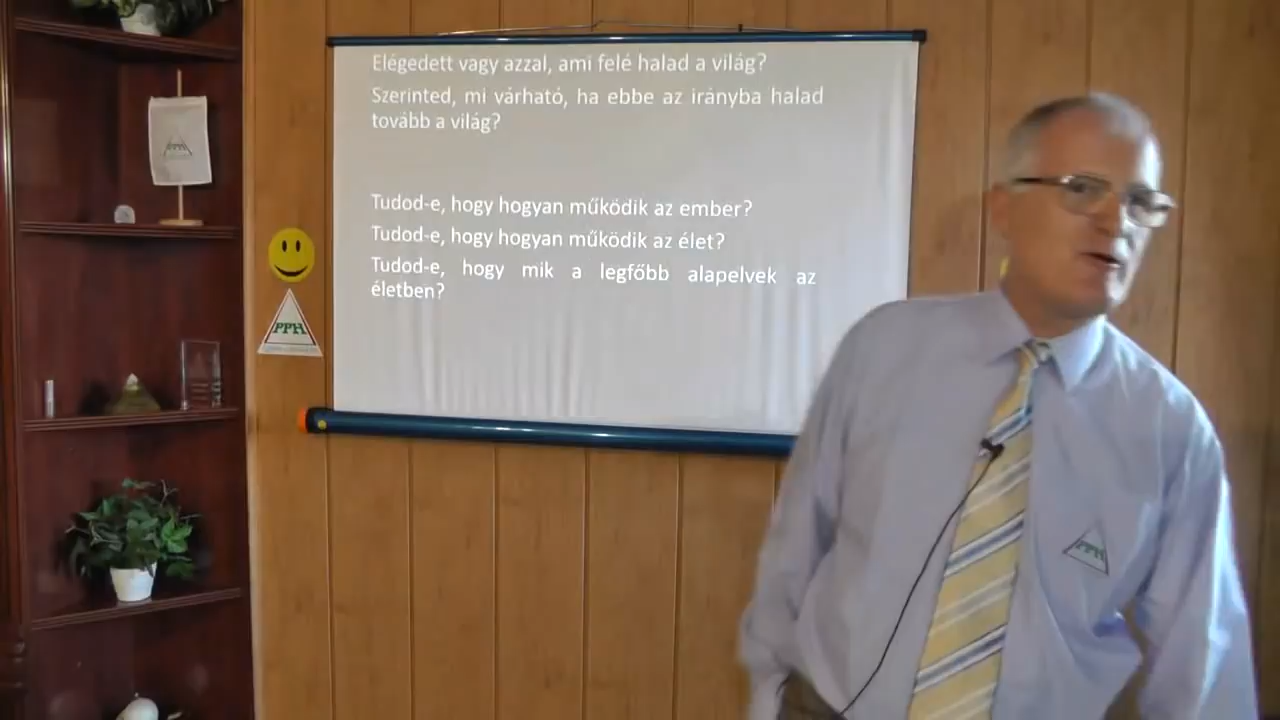 Elégedett vagy azzal, ami felé halad a világ?
Szerinted, mi várható, ha ebbe az irányba halad
tovább a világ?
Tudod-e, hogy hogyan működik az ember?
Tudod-e, hogy hogyan működik az élet?
Tudod-e, hogy mik a legfőbb alapelvek az
életben?
PPH
PPH
PPH